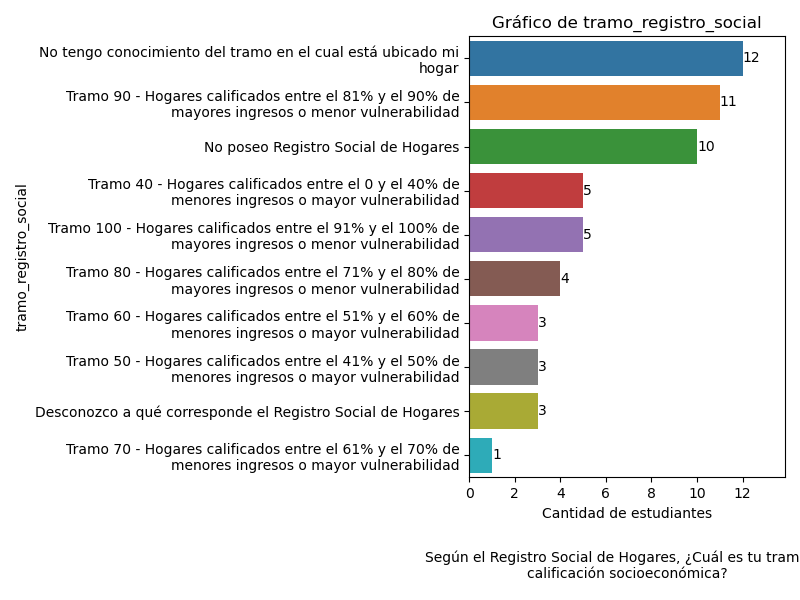 Gráfico de tramo_registro_social
No tengo conocimiento del tramo en el cual está ubicado mi
hogar
12
Tramo 90 - Hogares calificados entre el 81% y el 90% de
mayores ingresos o menor vulnerabilidad
11
No poseo Registro Social de Hogares
10
Tramo 40 - Hogares calificados entre el 0 y el 40% de
menores ingresos o mayor vulnerabilidad
5
Tramo 100 - Hogares calificados entre el 91% y el 100% de
mayores ingresos o menor vulnerabilidad
5
Tramo 80 - Hogares calificados entre el 71% y el 80% de
mayores ingresos o menor vulnerabilidad
4
Tramo 60 - Hogares calificados entre el 51% y el 60% de
menores ingresos o mayor vulnerabilidad
3
Tramo 50 - Hogares calificados entre el 41% y el 50% de
menores ingresos o mayor vulnerabilidad
3
Desconozco a qué corresponde el Registro Social de Hogares
3
Tramo 70 - Hogares calificados entre el 61% y el 70% de
menores ingresos o mayor vulnerabilidad
1
tramo_registro_social
0 2 4 6 8 10 12
Cantidad de estudiantes
Según el Registro Social de Hogares, ¿Cuál es tu tram
calificación socioeconómica?